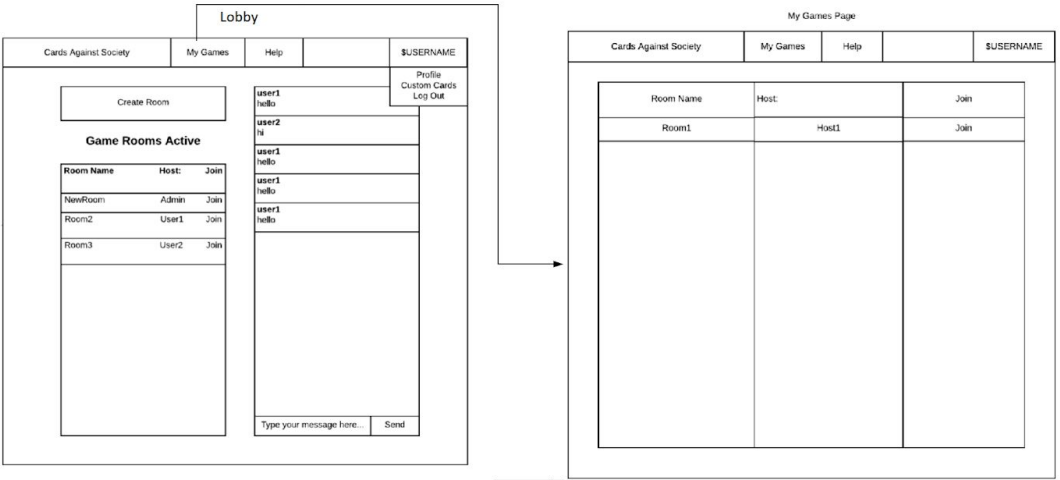 Lobby
Cards Against Society My Games Help $USERNAME
Profile
Custom Cards
Log Out
Create Room
Game Rooms Active
Room Name Host: Join
NewRoom Admin Join
Room2 User1 Join
Room3 User2 Join
user1
hello
user2
hi
user1
hello
user1
hello
user1
hello
Type your message here... Send
My Games Page
Cards Against Society My Games Help $USERNAME
Room Name Host: Join
Room1 Host1 Join